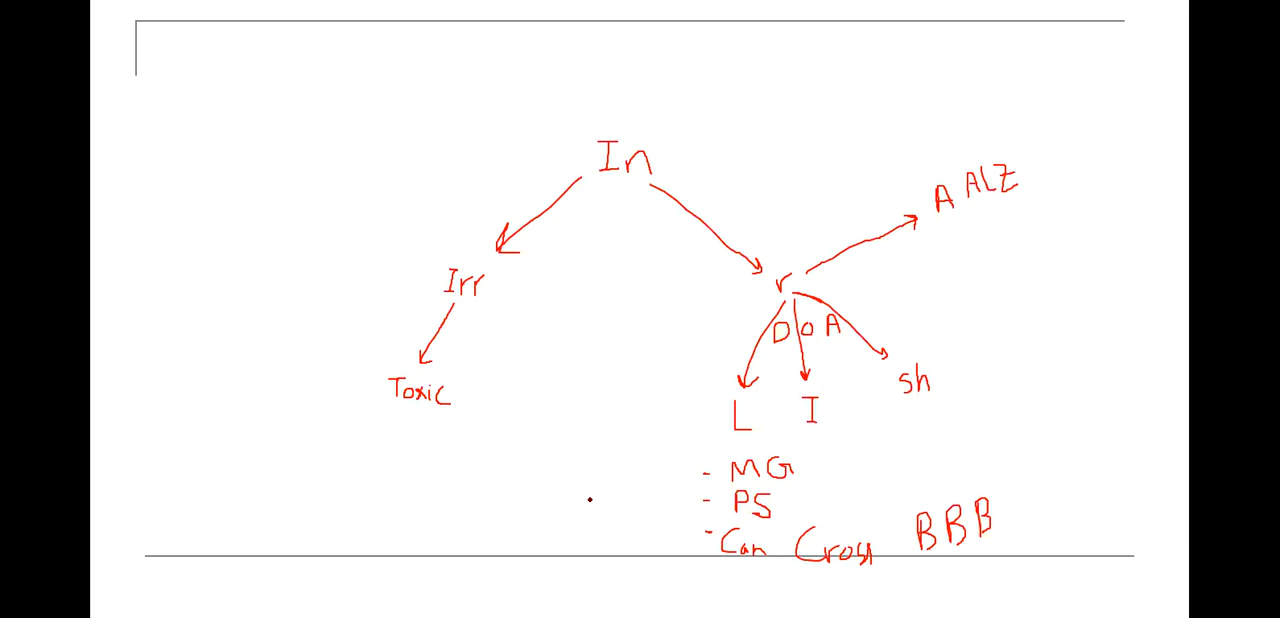 In
A ALZ
Irr
r
D O A
Toxic
L I sh
- MG
- PS
- Can Cross BBB